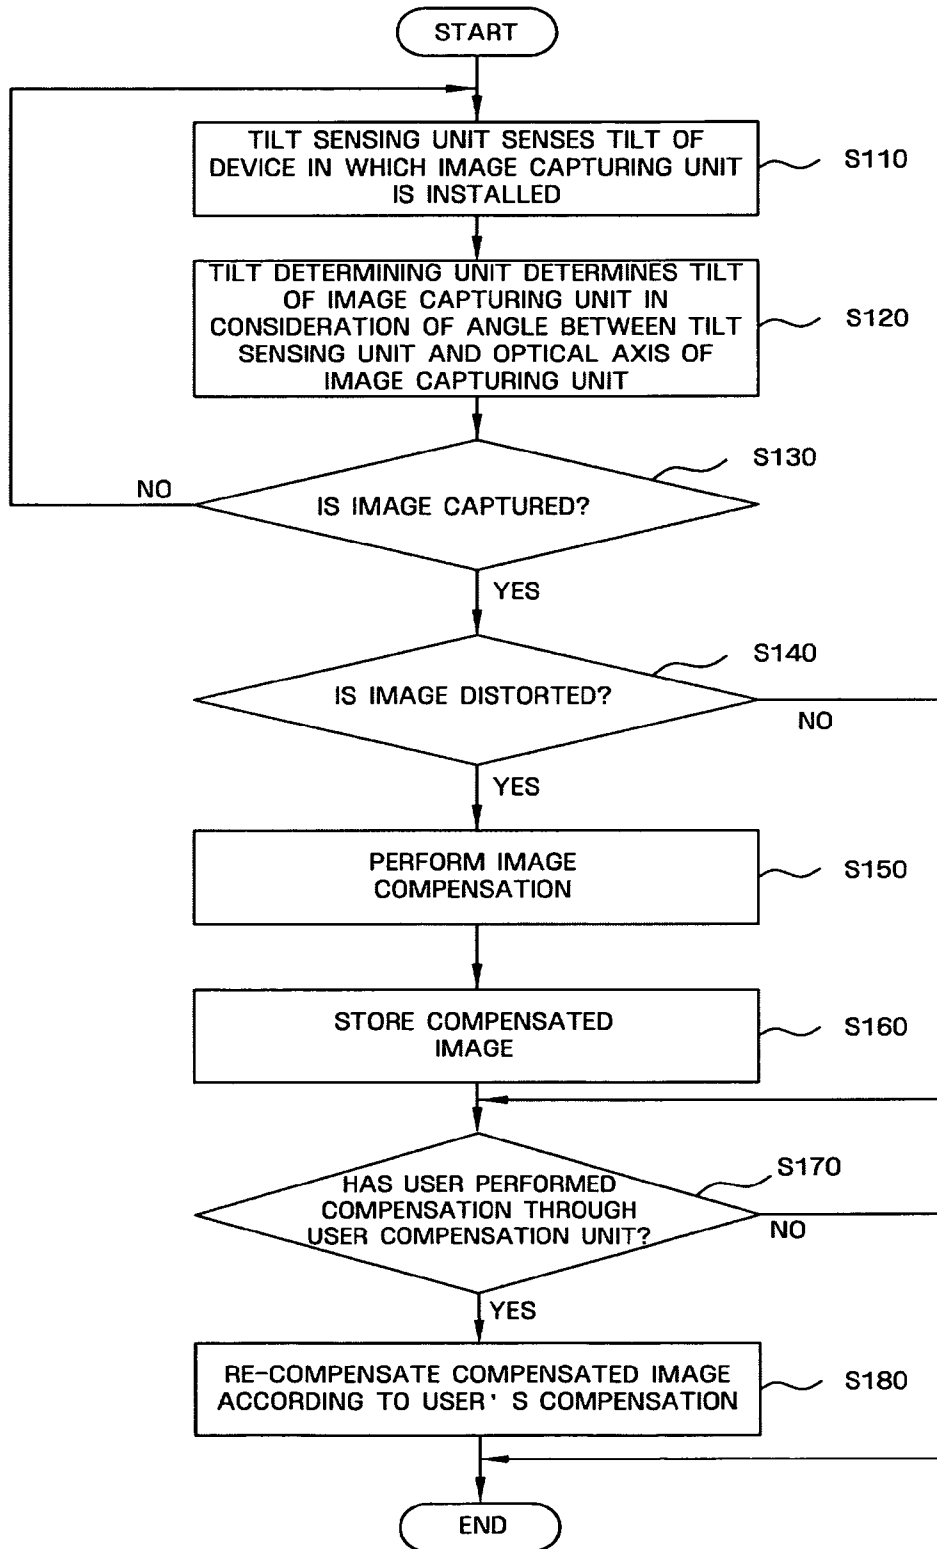 START
TILT SENSING UNIT SENSES TILT OF
DEVICE IN WHICH IMAGE CAPTURING UNIT
IS INSTALLED
S110
TILT DETERMINING UNIT DETERMINES TILT
OF IMAGE CAPTURING UNIT IN
CONSIDERATION OF ANGLE BETWEEN TILT
SENSING UNIT AND OPTICAL AXIS OF
IMAGE CAPTURING UNIT
S120
S130
NO
IS IMAGE CAPTURED?
YES
S140
IS IMAGE DISTORTED?
NO
YES
PERFORM IMAGE
COMPENSATION
S150
STORE COMPENSATED
IMAGE
S160
S170
HAS USER PERFORMED
COMPENSATION THROUGH
USER COMPENSATION UNIT?
NO
YES
RE-COMPENSATE COMPENSATED IMAGE
ACCORDING TO USER' S COMPENSATION
S180
END